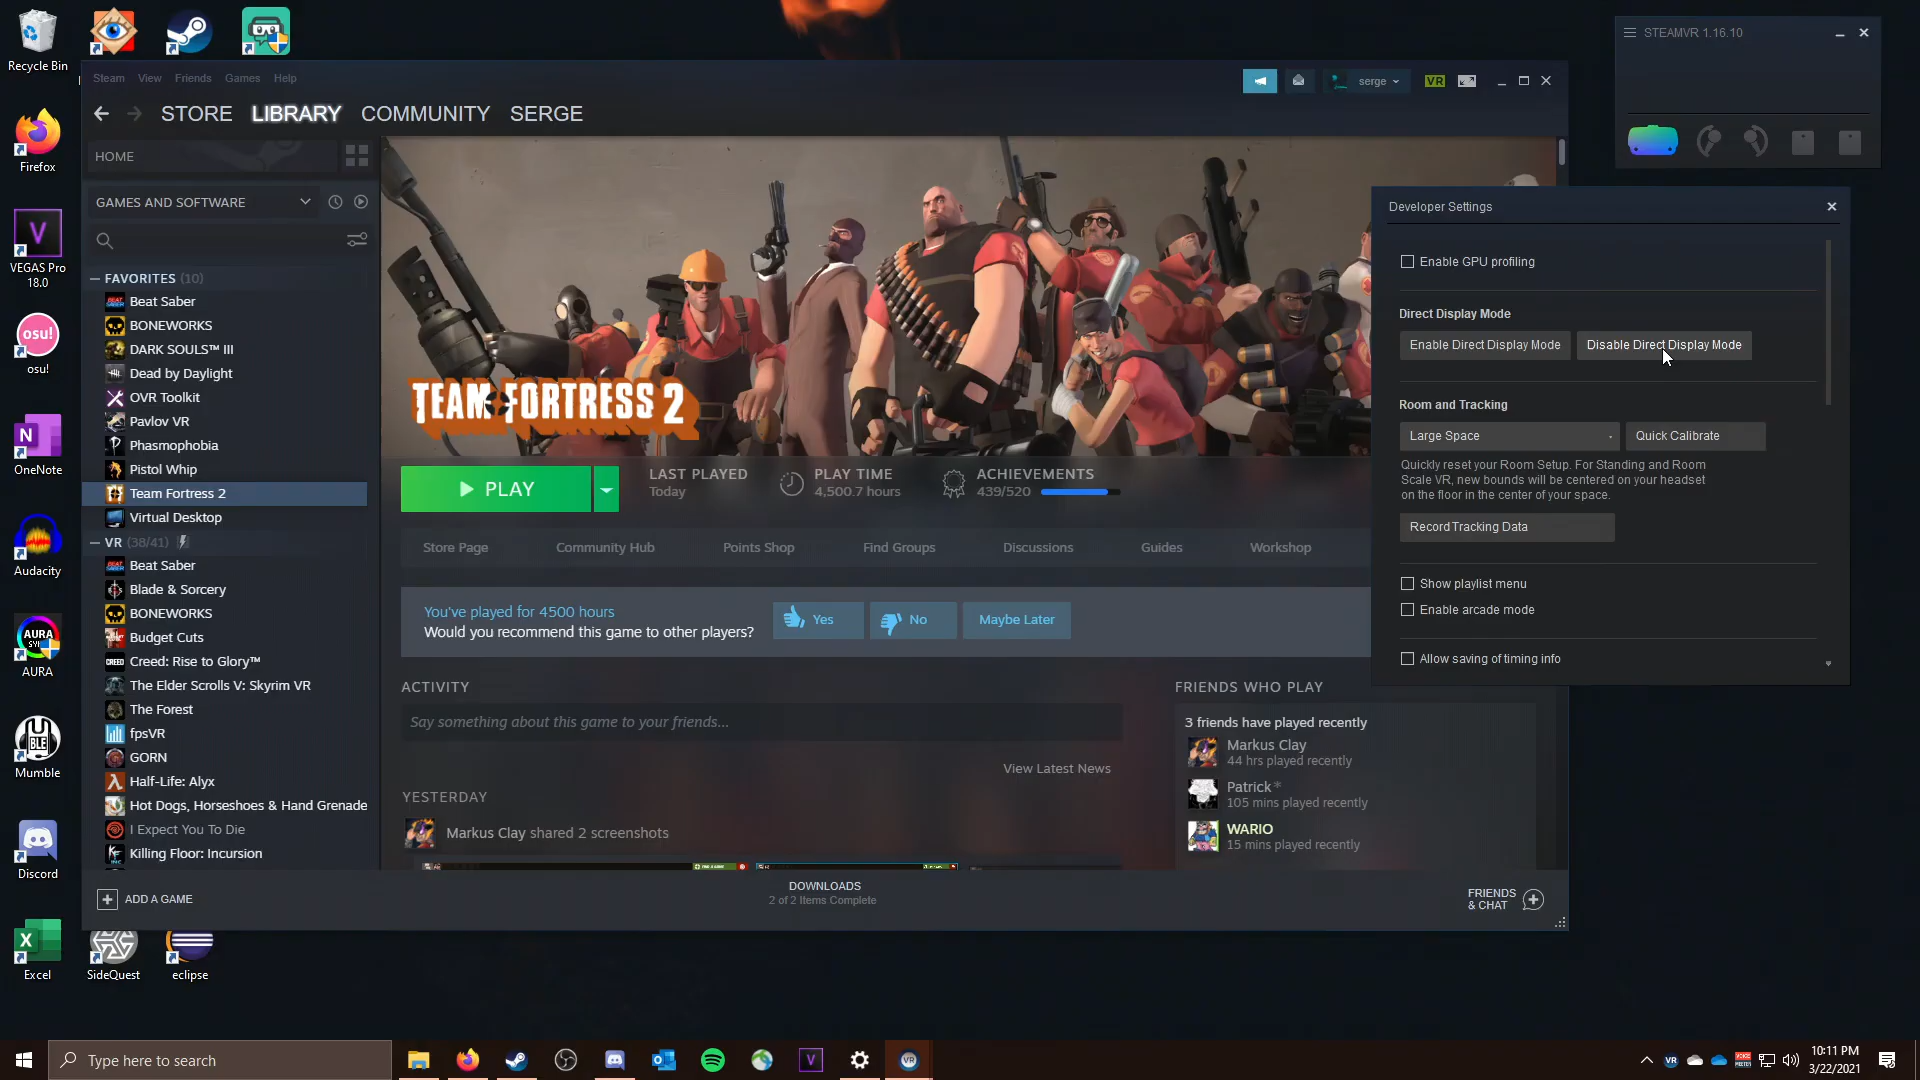 Recycle Bin
Firefox
VEGAS Pro
18.0
osu!
OneNote
Audacity
AURA
Mumble
Discord
Excel
SideQuest
eclipse
Steam View Friends Games Help
serge
VR
STORE LIBRARY COMMUNITY SERGE
HOME
GAMES AND SOFTWARE
FAVORITES (10)
Beat Saber
BONEWORKS
DARK SOULS™ III
Dead by Daylight
OVR Toolkit
Pavlov VR
Phasmophobia
Pistol Whip
Team Fortress 2
Virtual Desktop
VR (38/41)
Beat Saber
Blade & Sorcery
BONEWORKS
Budget Cuts
Creed: Rise to Glory™
The Elder Scrolls V: Skyrim VR
The Forest
fpsVR
GORN
Half-Life: Alyx
Hot Dogs, Horseshoes & Hand Grenade
I Expect You To Die
Killing Floor: Incursion
ADD A GAME
TEAM FORTRESS 2
PLAY
LAST PLAYED
Today
PLAY TIME
4,500.7 hours
ACHIEVEMENTS
439/520
Store Page Community Hub Points Shop Find Groups Discussions Guides Workshop
You've played for 4500 hours
Would you recommend this game to other players?
Yes No Maybe Later
ACTIVITY
Say something about this game to your friends...
View Latest News
YESTERDAY
Markus Clay shared 2 screenshots
FRIENDS WHO PLAY
3 friends have played recently
Markus Clay
44 hrs played recently
Patrick*
105 mins played recently
WARIO
15 mins played recently
DOWNLOADS
2 of 2 Items Complete
FRIENDS
& CHAT
STEAMVR 1.16.10
Developer Settings
Enable GPU profiling
Direct Display Mode
Enable Direct Display Mode Disable Direct Display Mode
Room and Tracking
Large Space Quick Calibrate
Quickly reset your Room Setup. For Standing and Room
Scale VR, new bounds will be centered on your headset
on the floor in the center of your space.
Record Tracking Data
Show playlist menu
Enable arcade mode
Allow saving of timing info
Type here to search
10:11 PM
3/22/2021